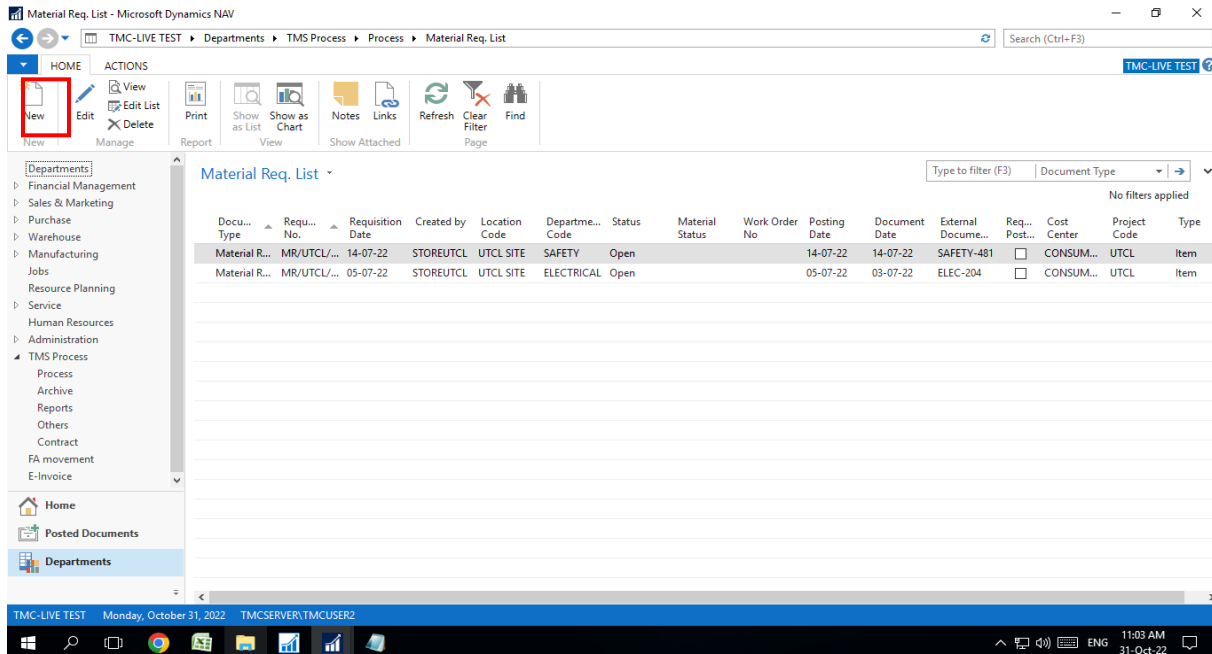 Material Req. List - Microsoft Dynamics NAV
TMC-LIVE TEST Departments TMS Process Process Material Req. List
Search (Ctrl+F3)
HOME ACTIONS
TMC-LIVE TEST
New
Edit
View
Edit List
Delete
Print
Show as List
Show as Chart
Notes
Links
Refresh
Clear Filter
Find
New Manage Report View Show Attached Page
Departments
Financial Management
Sales & Marketing
Purchase
Warehouse
Manufacturing
Jobs
Resource Planning
Service
Human Resources
Administration
TMS Process
Process
Archive
Reports
Others
Contract
FA movement
E-Invoice
Home
Posted Documents
Departments
Material Req. List
Type to filter (F3) Document Type
No filters applied
Docu... Type Requ... No. Requisition Date Created by Location Code Departme... Code Status Material Status Work Order No Posting Date Document Date External Docume... Req... Post... Cost Center Project Code Type
Material R... MR/UTCL/... 14-07-22 STOREUTCL UTCL SITE SAFETY Open 14-07-22 14-07-22 SAFETY-481 CONSUM... UTCL Item
Material R... MR/UTCL/... 05-07-22 STOREUTCL UTCL SITE ELECTRICAL Open 05-07-22 03-07-22 ELEC-204 CONSUM... UTCL Item
TMC-LIVE TEST Monday, October 31, 2022 TMCSERVER\TMCUSER2
ENG 11:03 AM
31-Oct-22